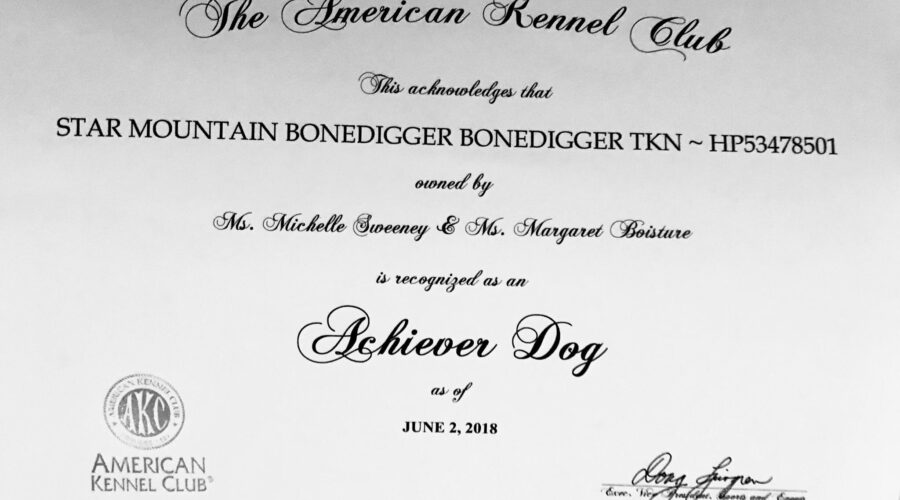 The American Kennel Club
This acknowledges that
STAR MOUNTAIN BONEDIGGER BONEDIGGER TKN ~ HP53478501
owned by
Ms. Michelle Sweeney & Ms. Margaret Boisture
is recognized as an
Achiever Dog
as of
JUNE 2, 2018
AMERICAN KENNEL CLUB
AKC
AMERICAN
KENNEL CLUB®
Doug